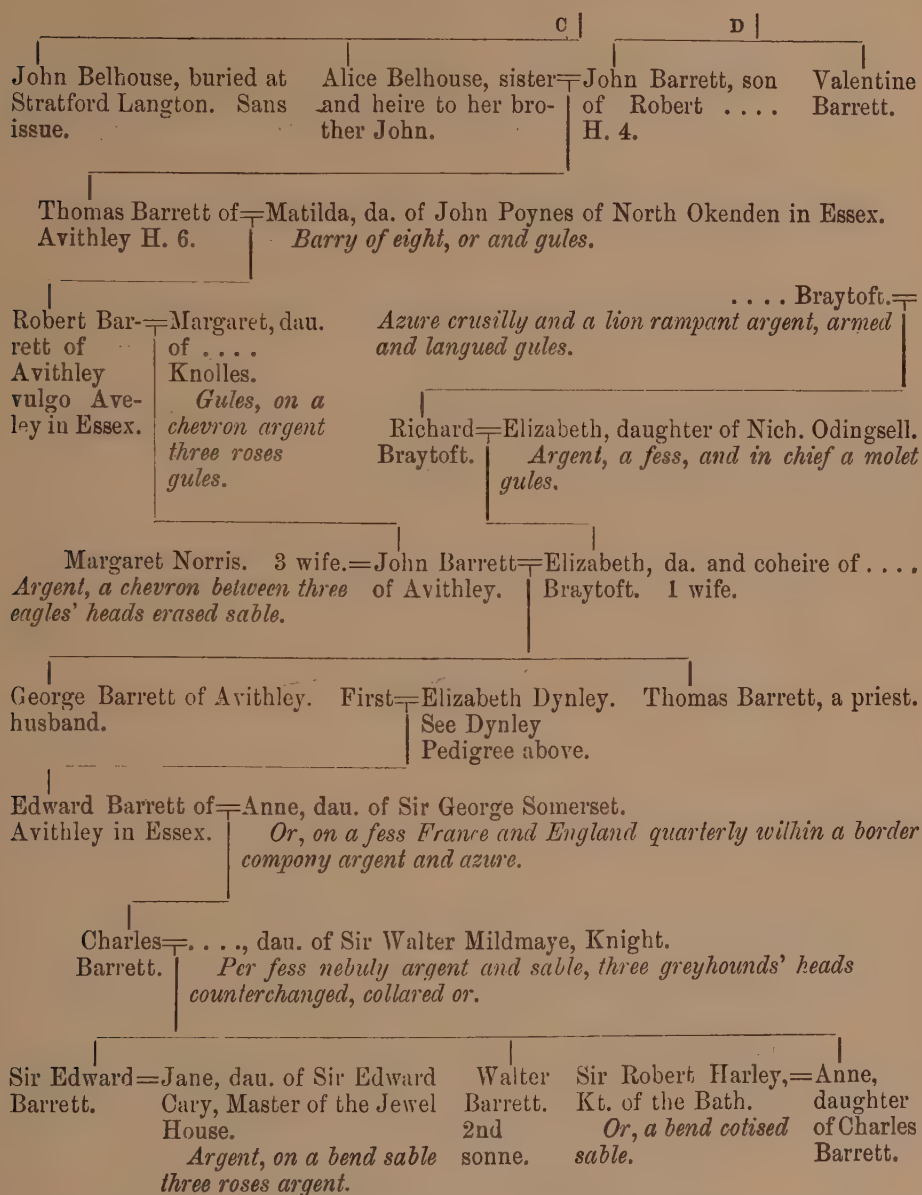 C D
John Belhouse, buried at
Stratford Langton. Sans
issue.
Alice Belhouse, sister
and heire to her bro-
ther John.
John Barrett, son
of Robert ....
H. 4.
Valentine
Barrett.
Thomas Barrett of
Avithley H. 6.
Matilda, da. of John Poynes of North Okenden in Essex.
Barry of eight, or and gules.
Robert Bar-
rett of
Avithley
vulgo Ave-
ley in Essex.
Margaret, dau.
of ....
Knolles.
Gules, on a
chevron argent
three roses
gules.
.... Braytoft.
Azure crusilly and a lion rampant argent, armed
and langued gules.
Richard
Braytoft.
Elizabeth, daughter of Nich. Odingsell.
Argent, a fess, and in chief a molet
gules.
Margaret Norris. 3 wife.
Argent, a chevron between three
eagles' heads erased sable.
John Barrett
of Avithley.
Elizabeth, da. and coheire of ....
Braytoft. 1 wife.
George Barrett of Avithley. First
husband.
Elizabeth Dynley.
See Dynley
Pedigree above.
Thomas Barrett, a priest.
Edward Barrett of
Avithley in Essex.
Anne, dau. of Sir George Somerset.
Or, on a fess France and England quarterly within a border
compony argent and azure.
Charles
Barrett.
...., dau. of Sir Walter Mildmaye, Knight.
Per fess nebuly argent and sable, three greyhounds' heads
counterchanged, collared or.
Sir Edward
Barrett.
Jane, dau. of Sir Edward
Cary, Master of the Jewel
House.
Argent, on a bend sable
three roses argent.
Walter
Barrett.
2nd
sonne.
Sir Robert Harley,
Kt. of the Bath.
Or, a bend cotised
sable.
Anne,
daughter
of Charles
Barrett.